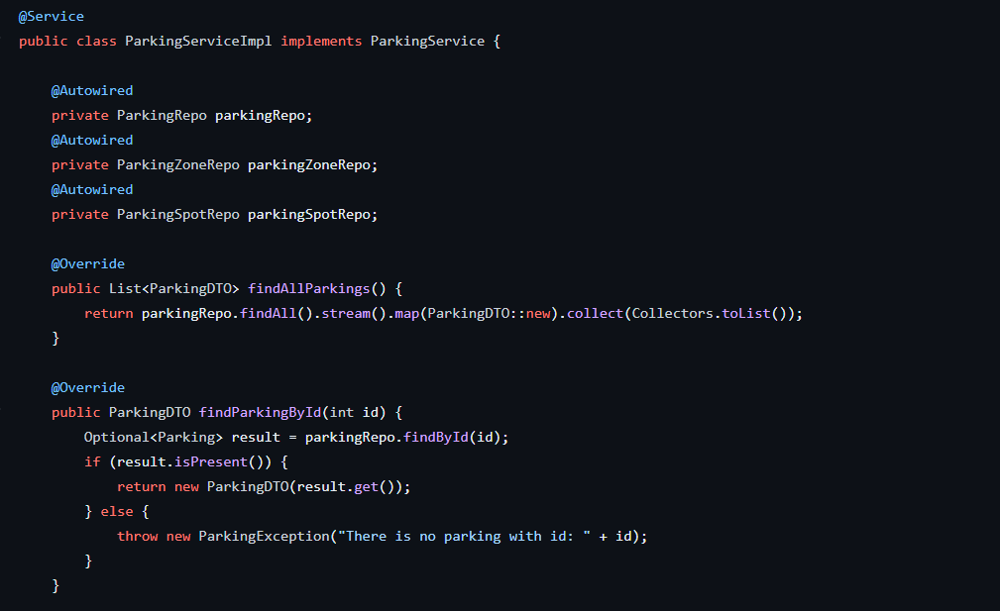 @Service
public class ParkingServiceImpl implements ParkingService {
@Autowired
private ParkingRepo parkingRepo;
@Autowired
private ParkingZoneRepo parkingZoneRepo;
@Autowired
private ParkingSpotRepo parkingSpotRepo;
@Override
public List<ParkingDTO> findAllParkings() {
return parkingRepo.findAll().stream().map(ParkingDTO::new).collect(Collectors.toList());
}
@Override
public ParkingDTO findParkingById(int id) {
Optional<Parking> result = parkingRepo.findById(id);
if (result.isPresent()) {
return new ParkingDTO(result.get());
} else {
throw new ParkingException("There is no parking with id: " + id);
}
}